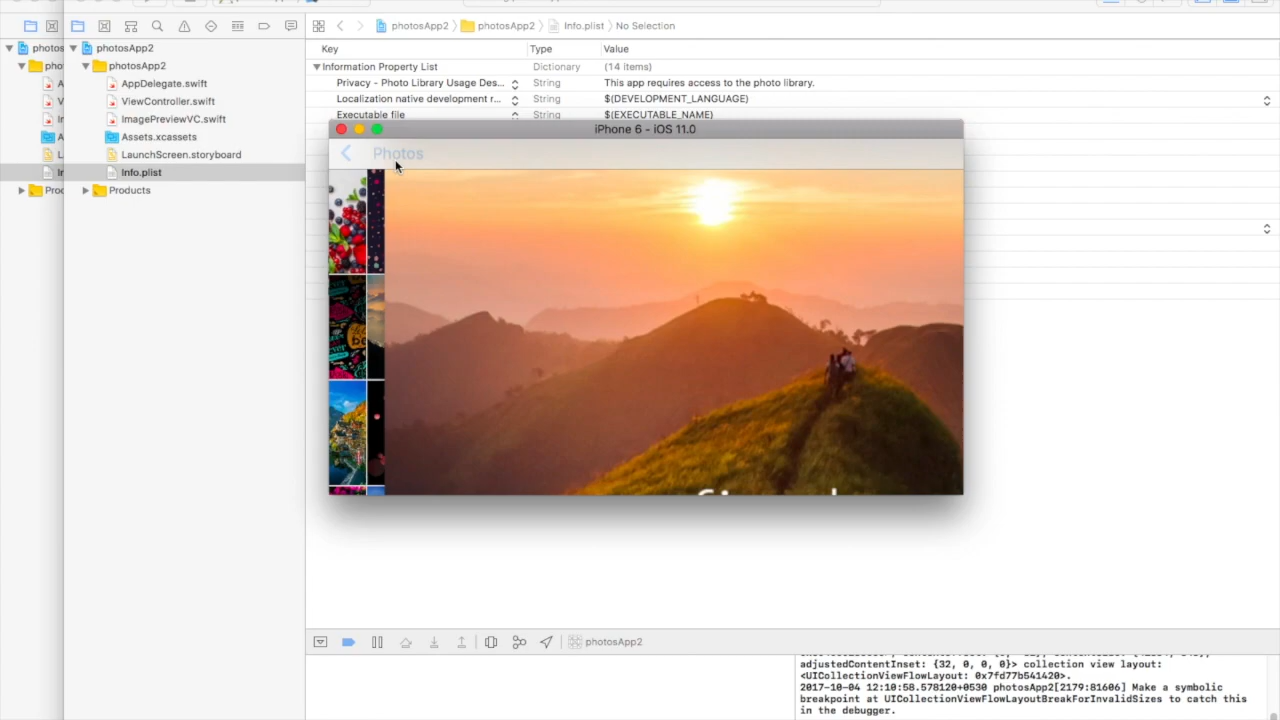 photosApp2
photosApp2
Info.plist
No Selection
photos
pho
photosApp2
photosApp2
AppDelegate.swift
ViewController.swift
ImagePreviewVC.swift
Assets.xcassets
LaunchScreen.storyboard
Info.plist
Proc
Products
Key
Type
Value
Information Property List
Dictionary
(14 items)
Privacy - Photo Library Usage Des...
String
This app requires access to the photo library.
Localization native development r...
String
$(DEVELOPMENT_LANGUAGE)
Executable file
String
$(EXECUTABLE_NAME)
iPhone 6 - iOS 11.0
Photos
photosApp2
adjustedContentInset: {32, 0, 0, 0}> collection view layout:
<UICollectionViewFlowLayout: 0x7fd77b541420>.
2017-10-04 12:10:58.578120+0530 photosApp2[2179:81606] Make a symbolic
breakpoint at UICollectionViewFlowLayoutBreakForInvalidSizes to catch this
in the debugger.